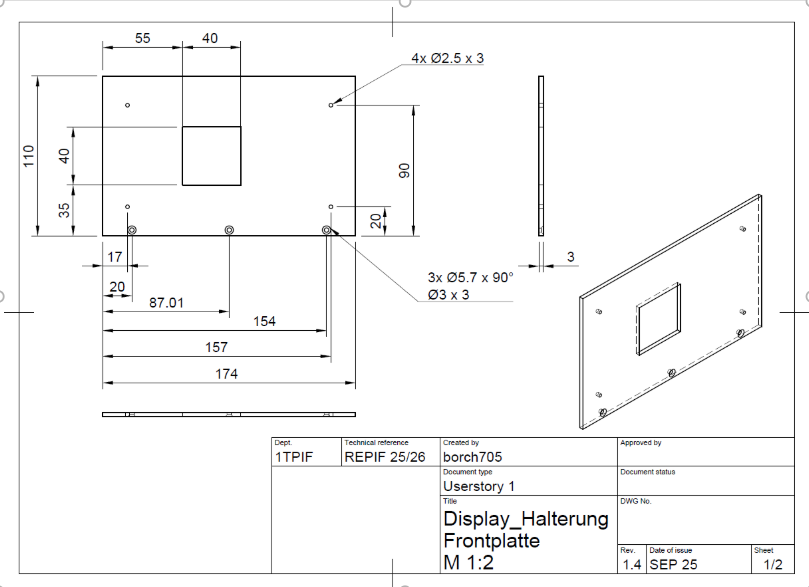 55
40
4x Ø2.5 x 3
110
40
35
90
20
17
20
87.01
154
157
174
3x Ø5.7 x 90°
Ø3 x 3
3
Dept.
1TPIF
Technical reference
REPIF 25/26
Created by
borch705
Approved by
Document type
Userstory 1
Document status
Title
Display_Halterung
Frontplatte
M 1:2
DWG No.
Rev.
1.4
Date of issue
SEP 25
Sheet
1/2